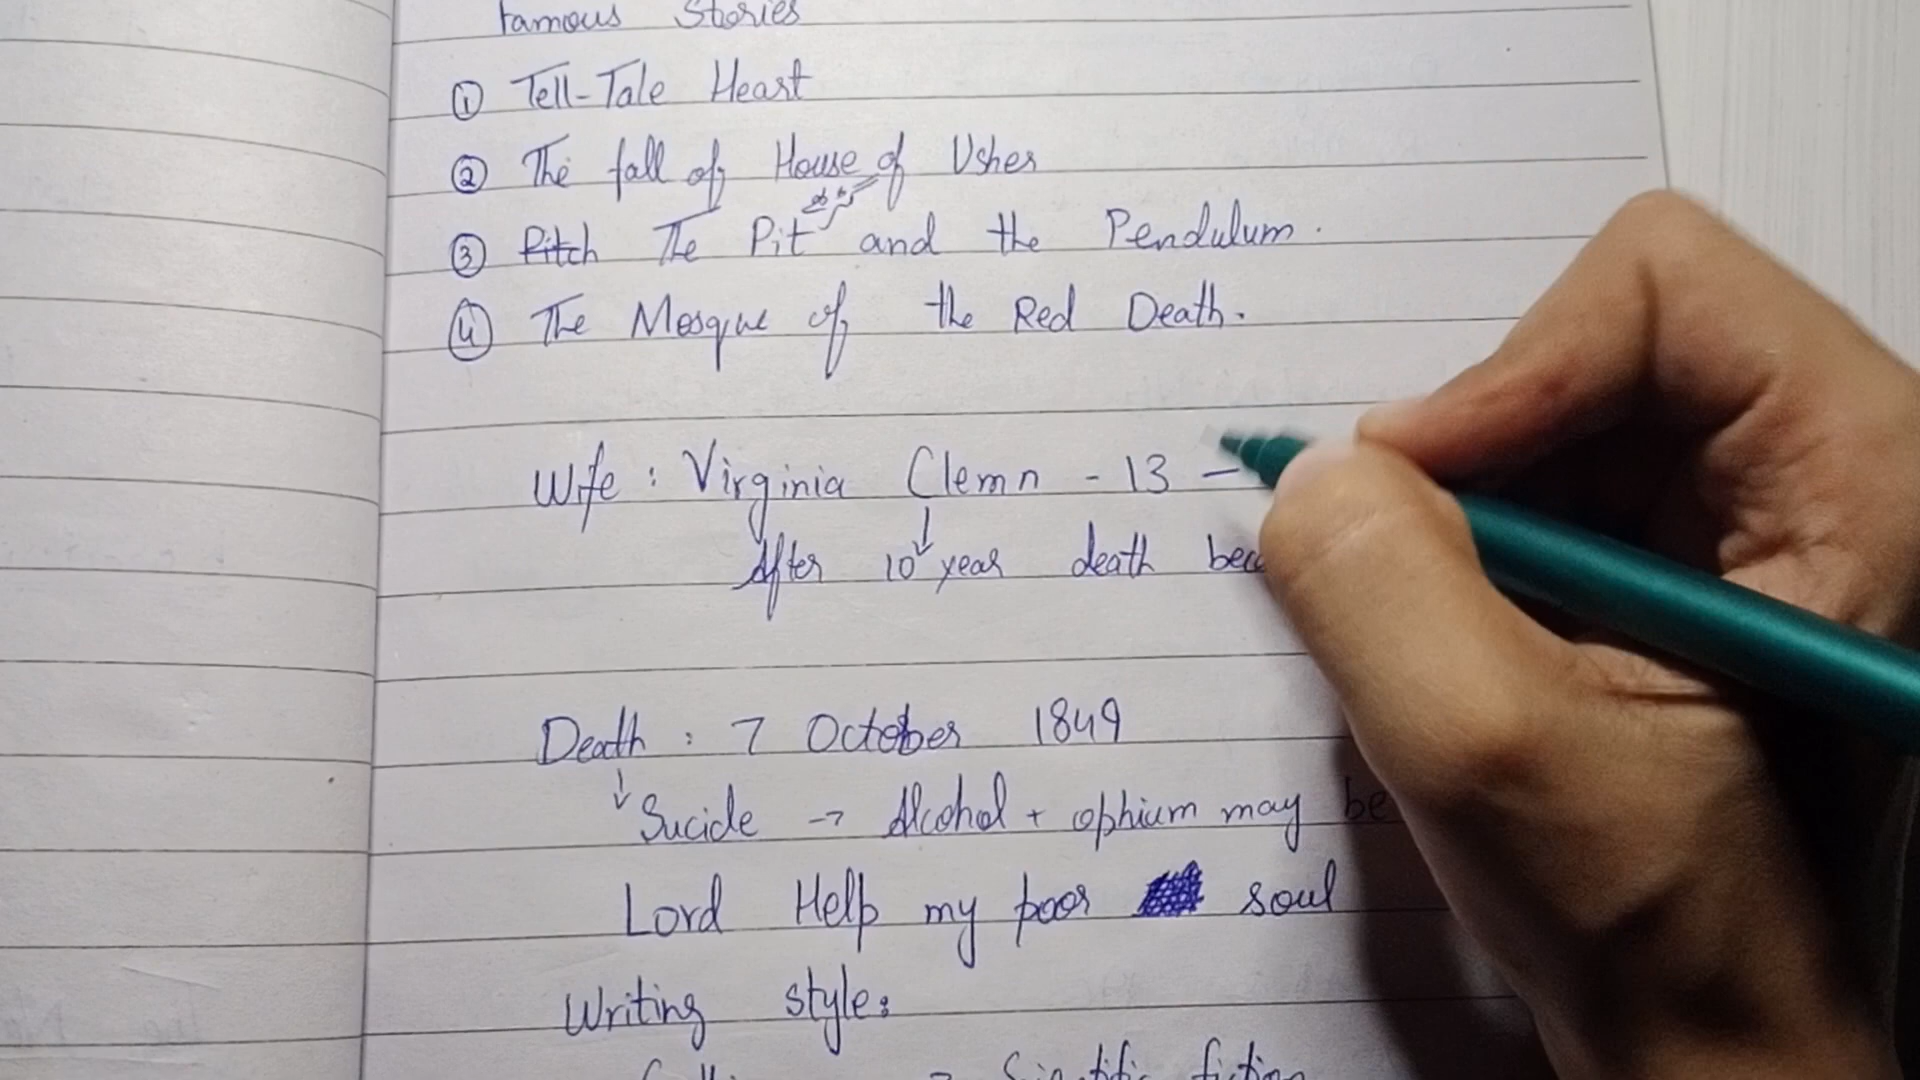 Famous Stories
① Tell-Tale Heart
② The fall of House of Usher
③ Pitch The Pit and the Pendulum.
④ The Mosque of the Red Death.
Wife : Virginia Clemn - 13 -
After 10 year death bec
Death : 7 October 1849
↓ Sucide → Alcohol + ophium may be
Lord Help my poor soul
Writing style:
→ Scientific fiction